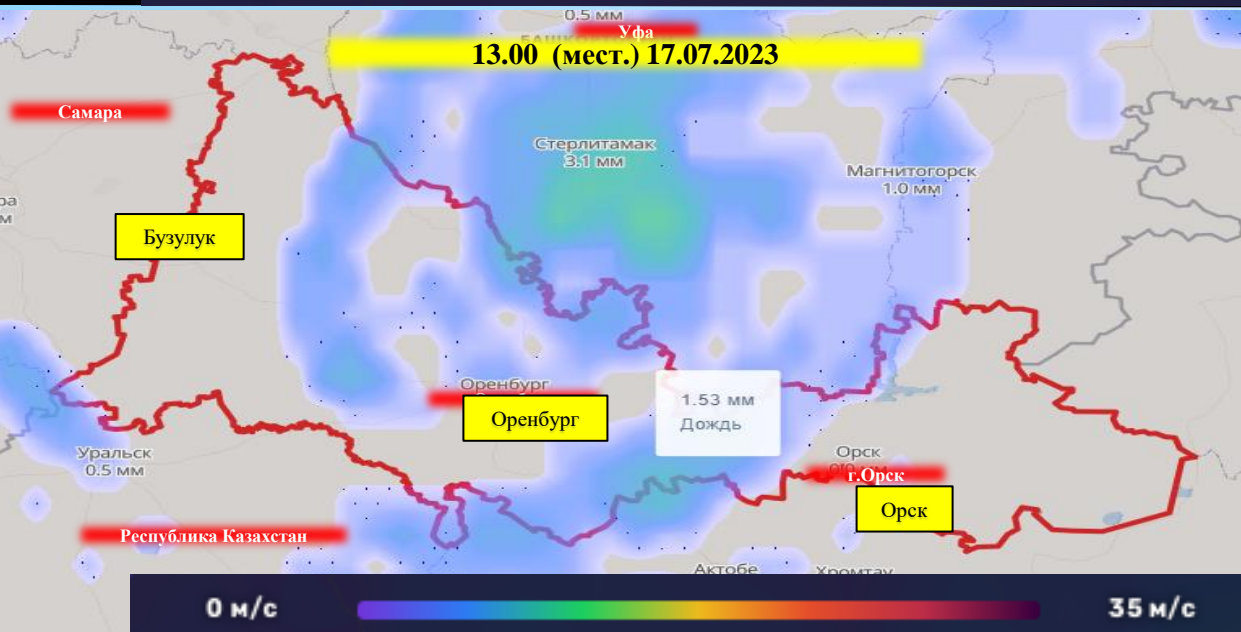 0.5 мм
Уфа
13.00 (мест.) 17.07.2023
Самара
Стерлитамак
3.1 мм
Магнитогорск
1.0 мм
ра
м
Бузулук
Оренбург
Оренбург
1.53 мм
Дождь
Уральск
0.5 мм
Орск
г.Орск
Орск
Республика Казахстан
Актобе
Хромтау
0 м/с
35 м/с